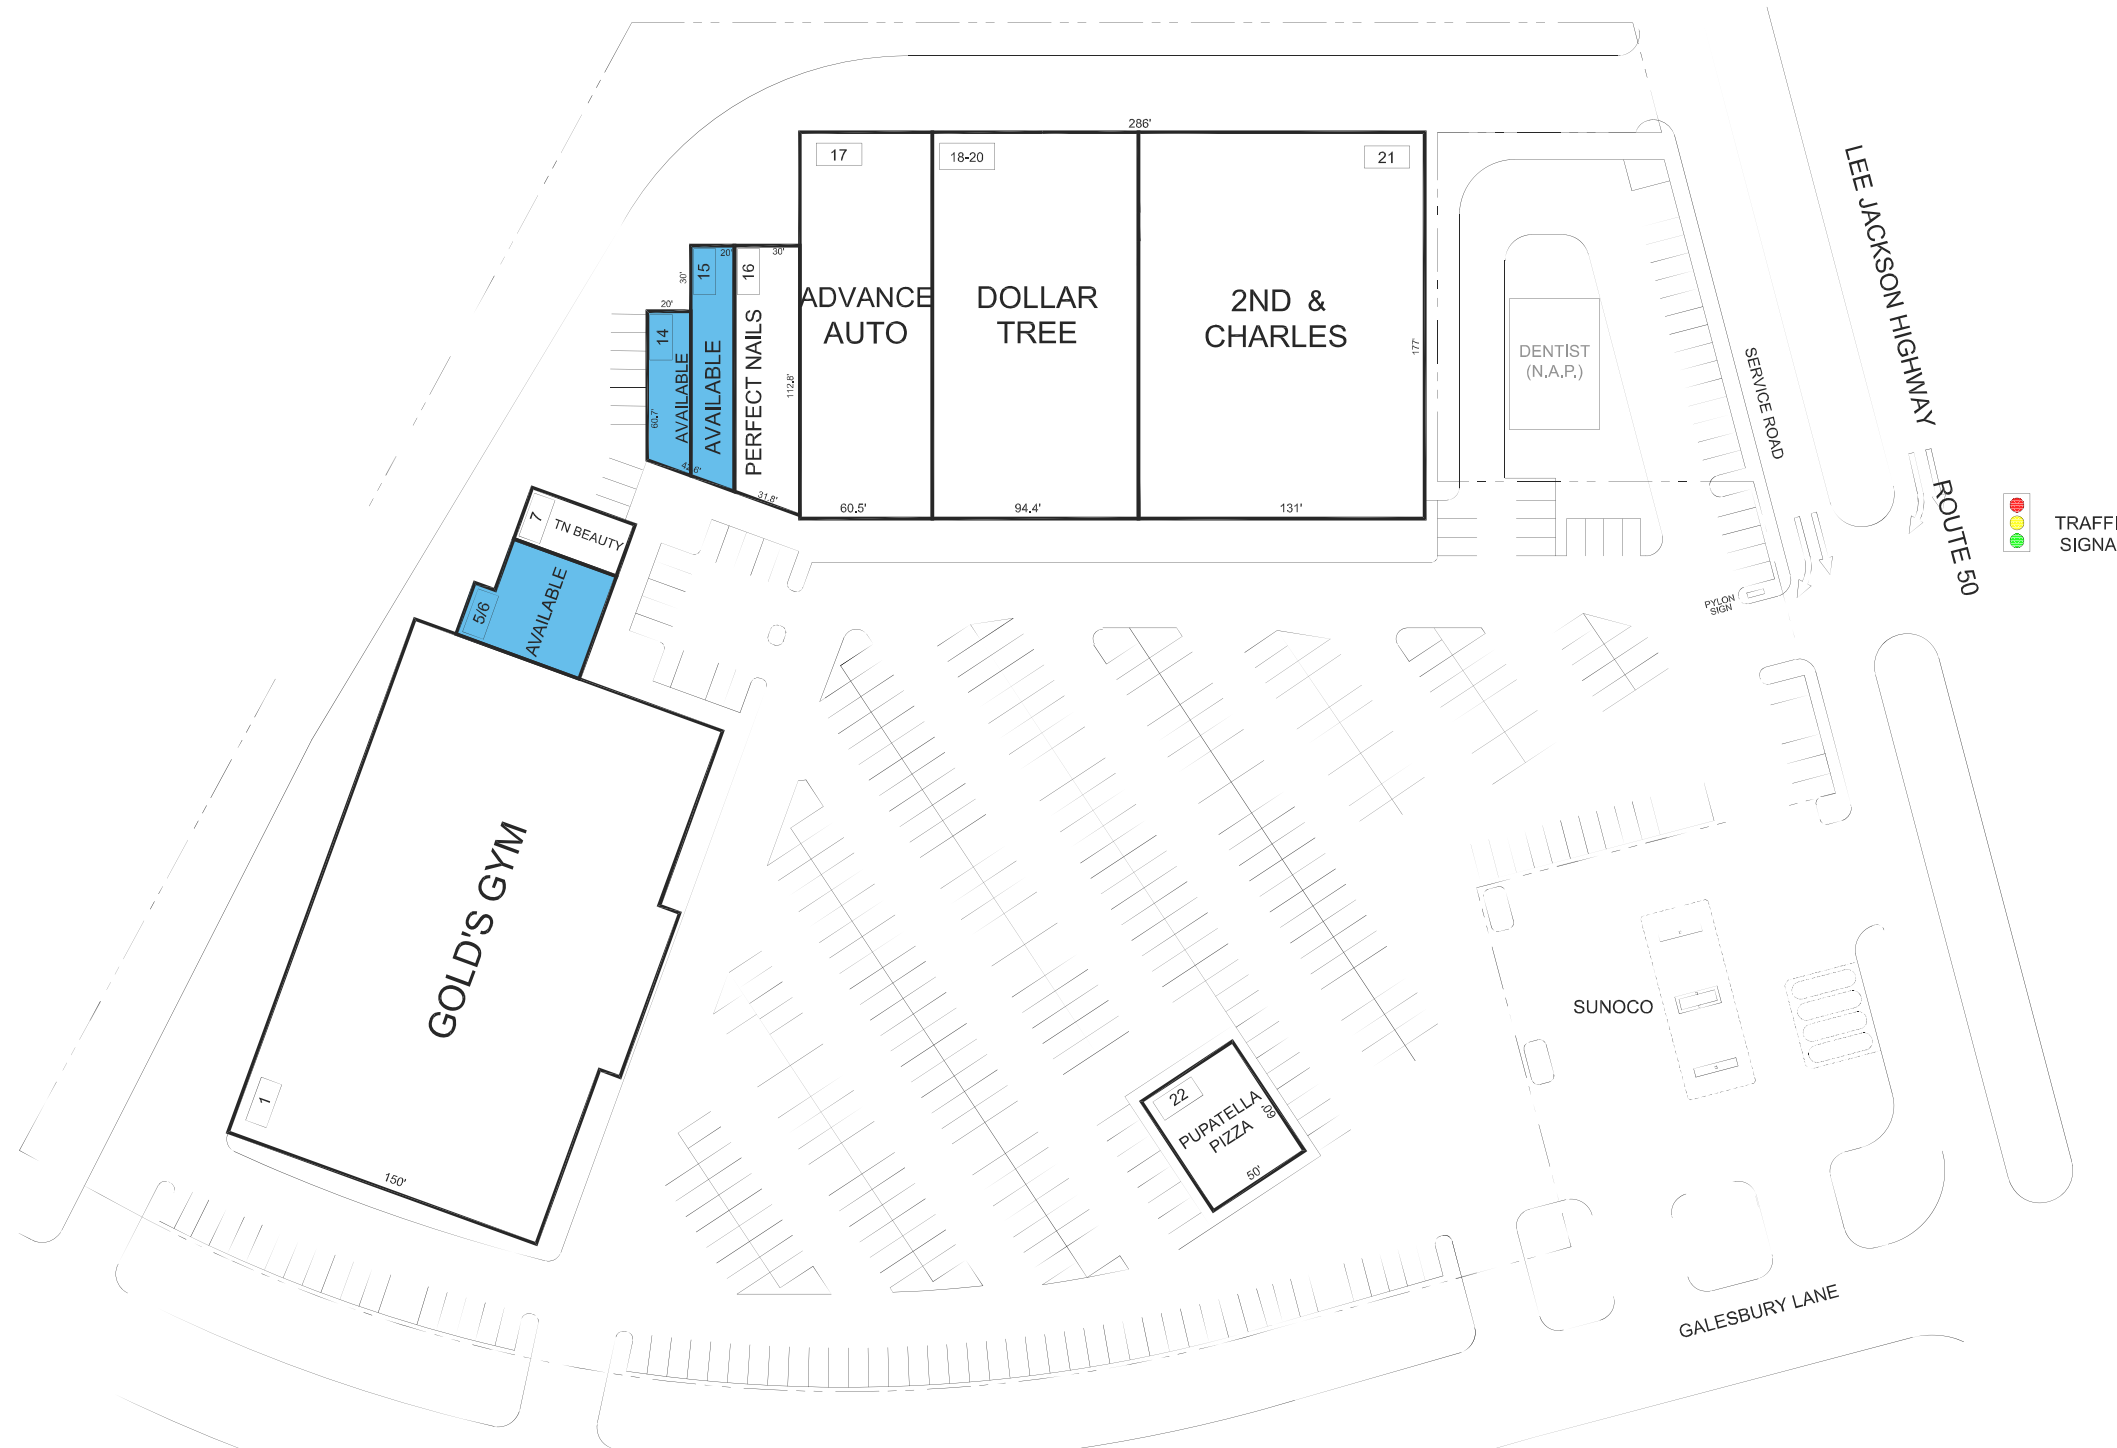 286'
17
18-20
21
LEE JACKSON HIGHWAY
ROUTE 50
15
20'
16
30'
30'
20'
14
ADVANCE
AUTO
DOLLAR
TREE
2ND & 
CHARLES
177'
DENTIST
(N.A.P.)
SERVICE ROAD
AVAILABLE
AVAILABLE
PERFECT NAILS
112.8'
60.7'
42.6'
31.8'
60.5'
94.4'
131'
TRAFFI
SIGNA
7
TN BEAUTY
5/6
AVAILABLE
PYLON
SIGN
GOLD'S GYM
1
150'
SUNOCO
22
PUPATELLA
PIZZA
60'
50'
GALESBURY LANE